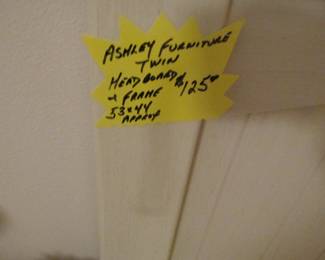 ASHLEY FURNITURE
TWIN
HEADBOARD
& FRAME $125
53x44
APPROX